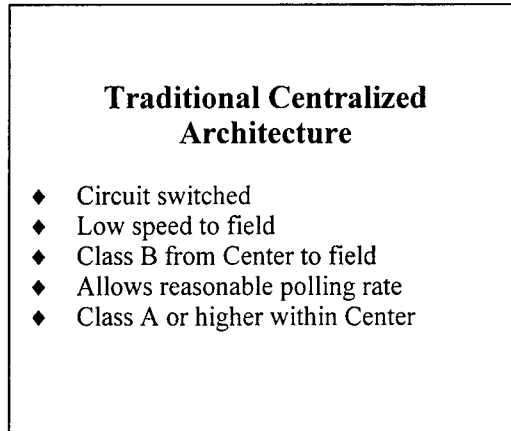 Traditional Centralized
Architecture
♦ Circuit switched
♦ Low speed to field
♦ Class B from Center to field
♦ Allows reasonable polling rate
♦ Class A or higher within Center